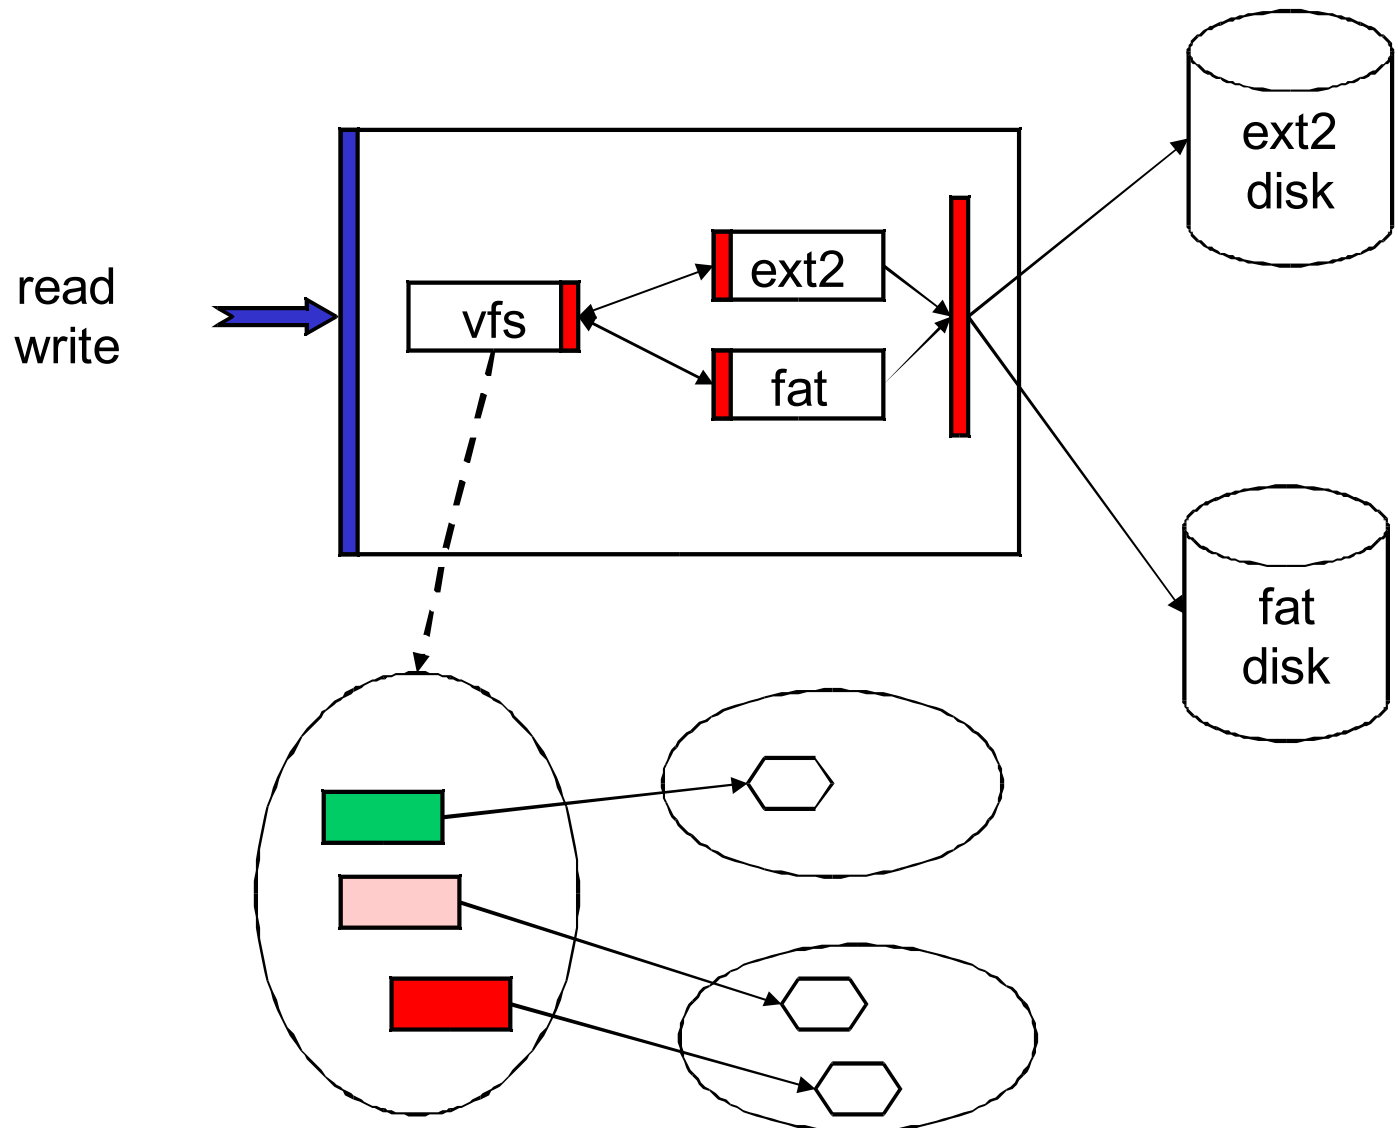 ext2
disk
read
write
vfs
ext2
fat
fat
disk